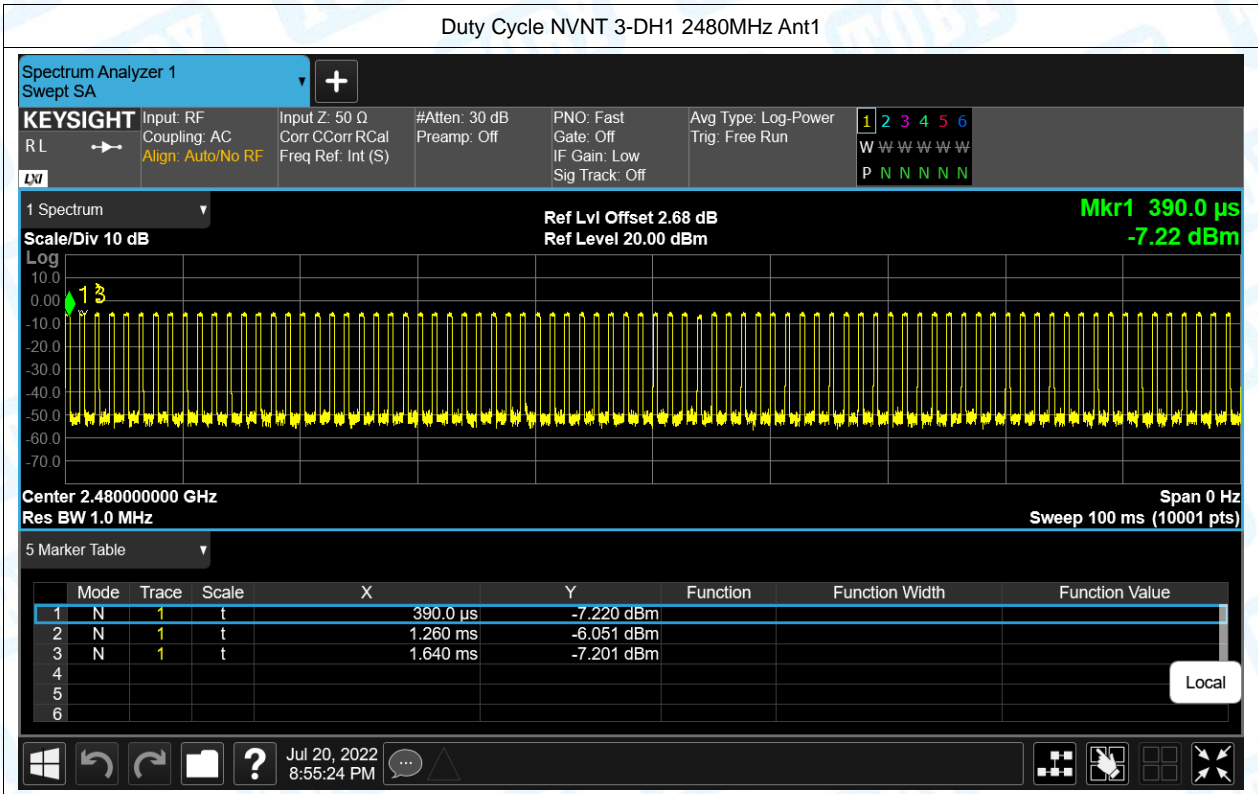 Duty Cycle NVNT 3-DH1 2480MHz Ant1
Spectrum Analyzer 1
Swept SA
+
KEYSIGHT
RL
LXI
Input: RF
Coupling: AC
Align: Auto/No RF
Input Z: 50 Ω
Corr CCorr RCal
Freq Ref: Int (S)
#Atten: 30 dB
Preamp: Off
PNO: Fast
Gate: Off
IF Gain: Low
Sig Track: Off
Avg Type: Log-Power
Trig: Free Run
1 2 3 4 5 6
W W W W W W
P N N N N N
1 Spectrum
Scale/Div 10 dB
Ref Lvl Offset 2.68 dB
Ref Level 20.00 dBm
Mkr1 390.0 µs
-7.22 dBm
Log
10.0
0.00
-10.0
-20.0
-30.0
-40.0
-50.0
-60.0
-70.0
1 3
Center 2.480000000 GHz
Res BW 1.0 MHz
Span 0 Hz
Sweep 100 ms (10001 pts)
5 Marker Table
Mode Trace Scale X Y Function Function Width Function Value
1 N 1 t 390.0 µs -7.220 dBm
2 N 1 t 1.260 ms -6.051 dBm
3 N 1 t 1.640 ms -7.201 dBm
4
5
6
Local
?
Jul 20, 2022
8:55:24 PM